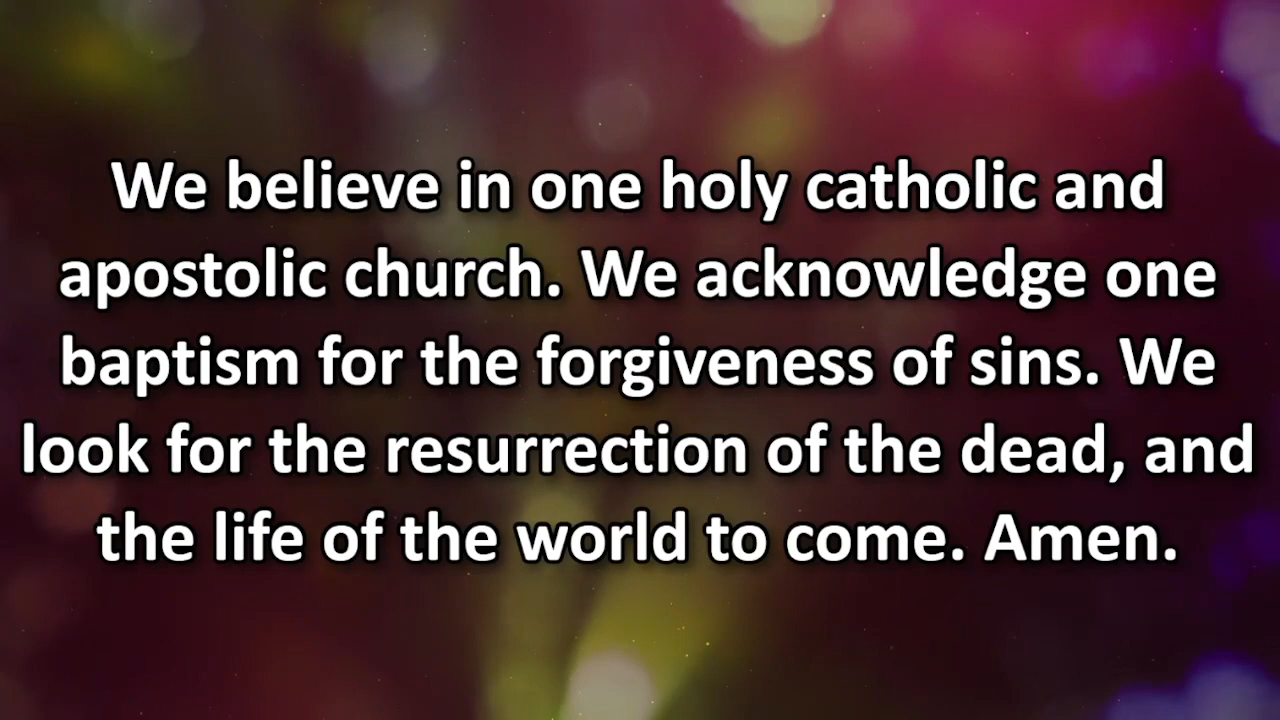 We believe in one holy catholic and
apostolic church. We acknowledge one
baptism for the forgiveness of sins. We
look for the resurrection of the dead, and
the life of the world to come. Amen.